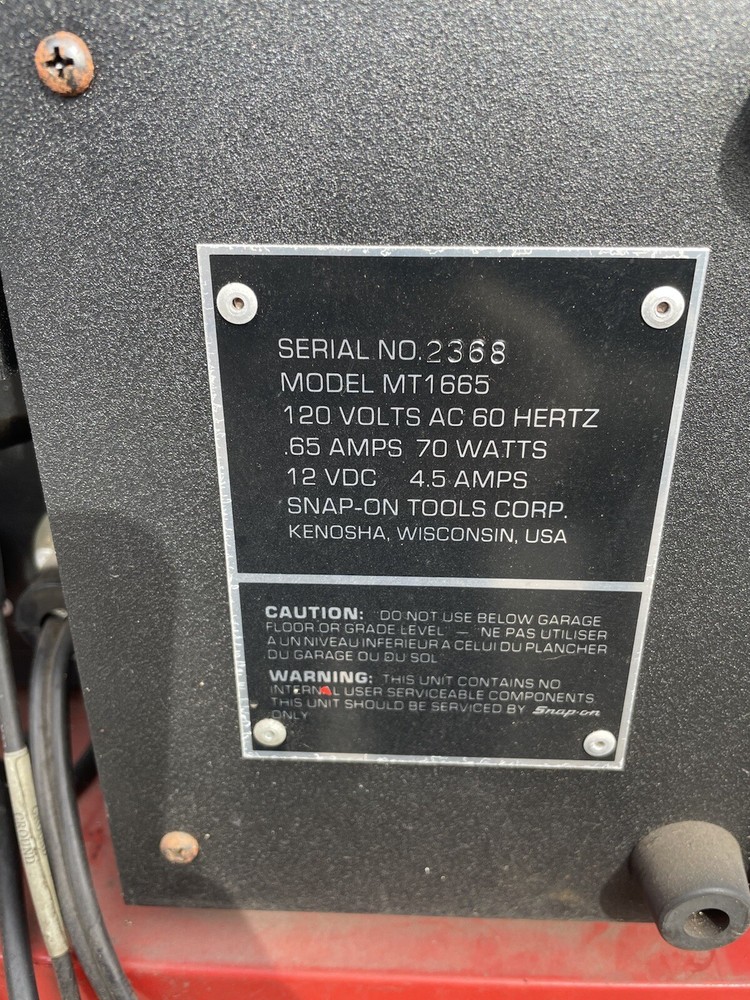 SERIAL NO. 2368
MODEL MT1665
120 VOLTS AC 60 HERTZ
.65 AMPS 70 WATTS
12 VDC 4.5 AMPS
SNAP-ON TOOLS CORP.
KENOSHA, WISCONSIN, USA
CAUTION: DO NOT USE BELOW GARAGE
FLOOR OR GRADE LEVEL — NE PAS UTILISER
A UN NIVEAU INFERIEUR A CELUI DU PLANCHER
DU GARAGE OU DU SOL
WARNING: THIS UNIT CONTAINS NO
INTERNAL USER SERVICEABLE COMPONENTS
THIS UNIT SHOULD BE SERVICED BY Snap-on
ONLY
GROUND